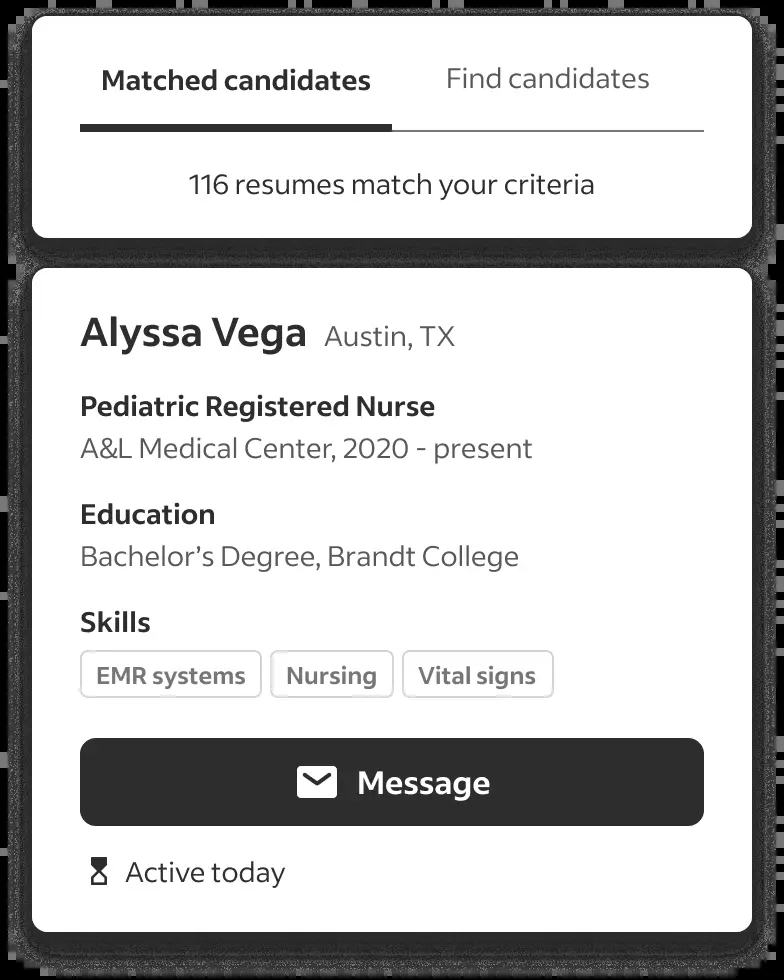 Matched candidates
Find candidates
116 resumes match your criteria
Alyssa Vega Austin, TX
Pediatric Registered Nurse
A&L Medical Center, 2020 - present
Education
Bachelor’s Degree, Brandt College
Skills
EMR systems Nursing Vital signs
Message
Active today